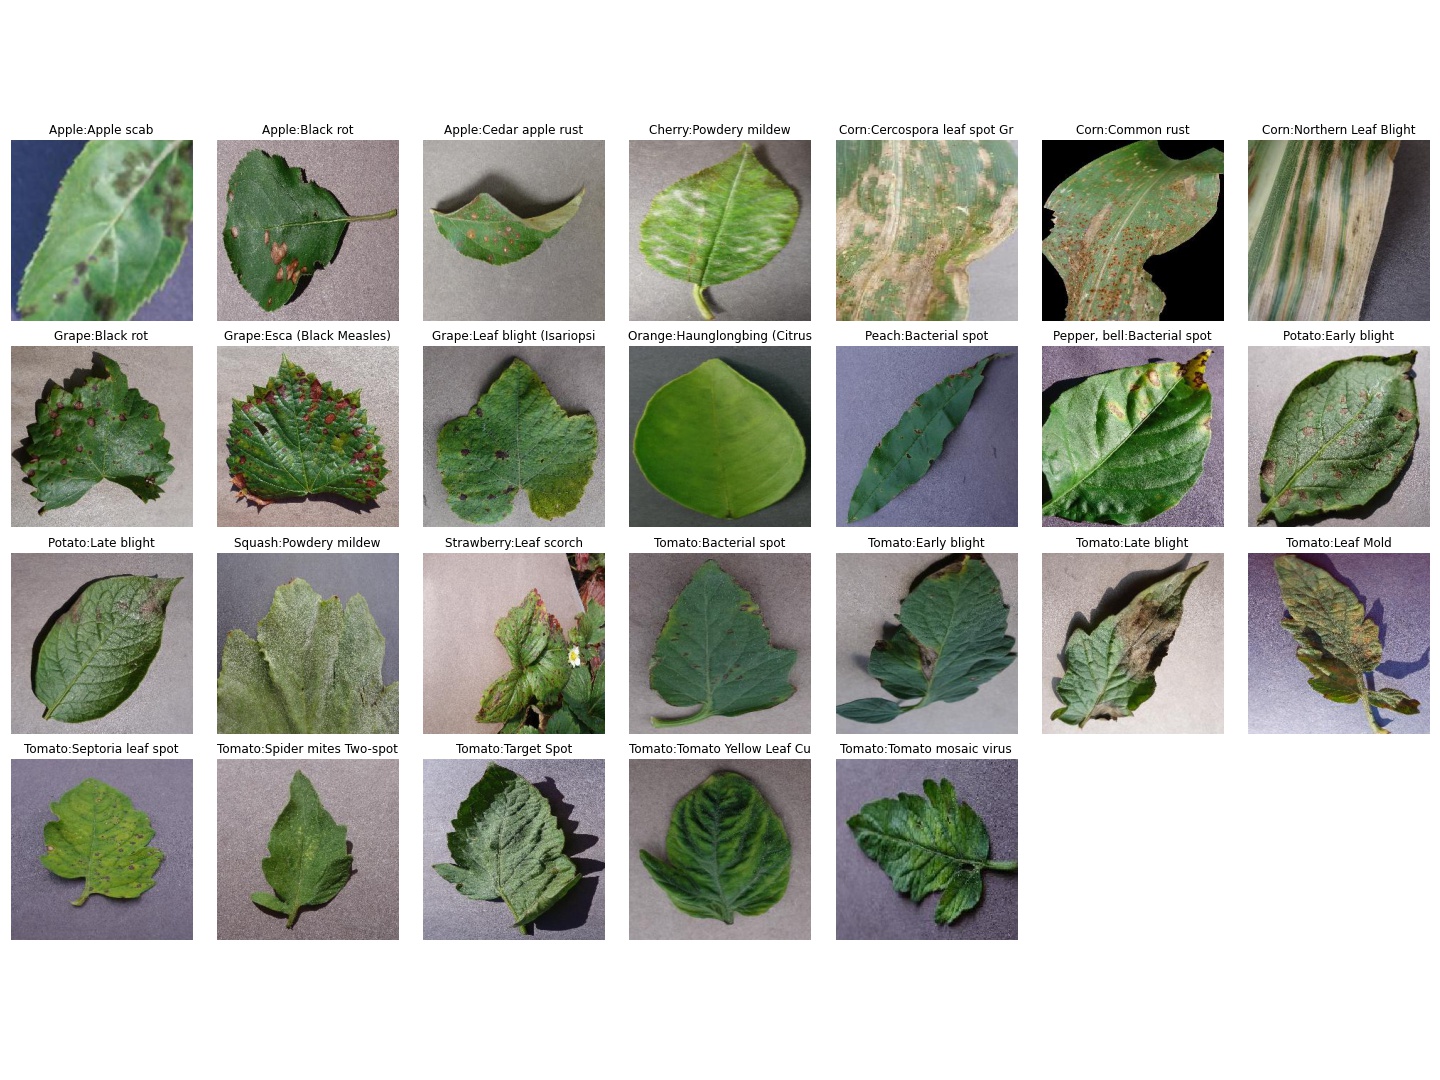 Apple:Apple scab
Apple:Black rot
Apple:Cedar apple rust
Cherry:Powdery mildew
Corn:Cercospora leaf spot Gr
Corn:Common rust
Corn:Northern Leaf Blight
Grape:Black rot
Grape:Esca (Black Measles)
Grape:Leaf blight (Isariopsi
Orange:Haunglongbing (Citrus
Peach:Bacterial spot
Pepper, bell:Bacterial spot
Potato:Early blight
Potato:Late blight
Squash:Powdery mildew
Strawberry:Leaf scorch
Tomato:Bacterial spot
Tomato:Early blight
Tomato:Late blight
Tomato:Leaf Mold
Tomato:Septoria leaf spot
Tomato:Spider mites Two-spot
Tomato:Target Spot
Tomato:Tomato Yellow Leaf Cu
Tomato:Tomato mosaic virus